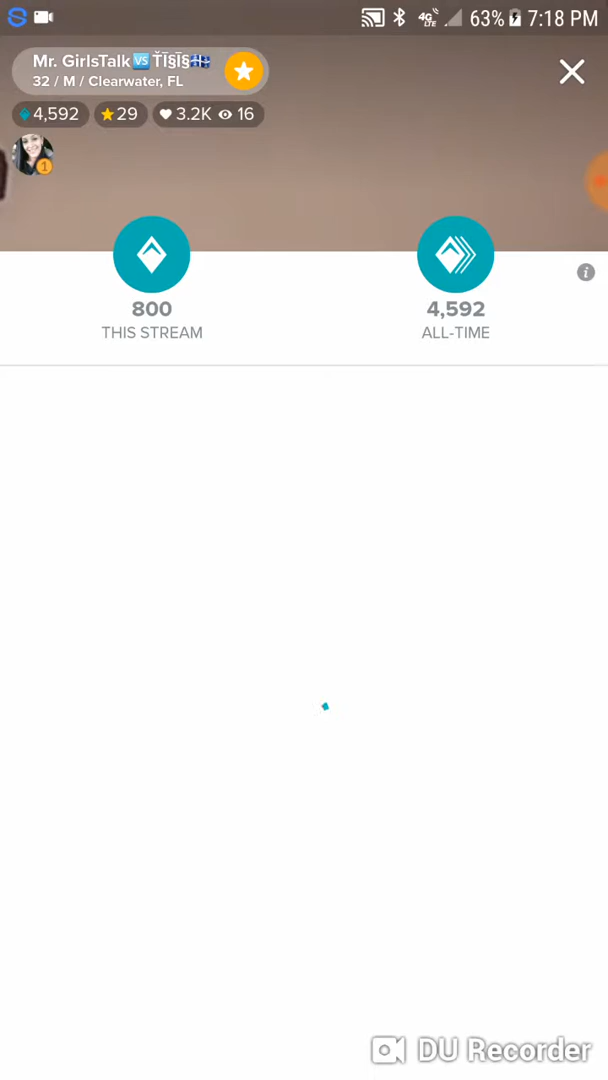 63% 7:18 PM
Mr. GirlsTalk🆚ŤĪ§Ī§
32 / M / Clearwater, FL
4,592 29 3.2K 16
1
800 4,592
THIS STREAM ALL-TIME
DU Recorder